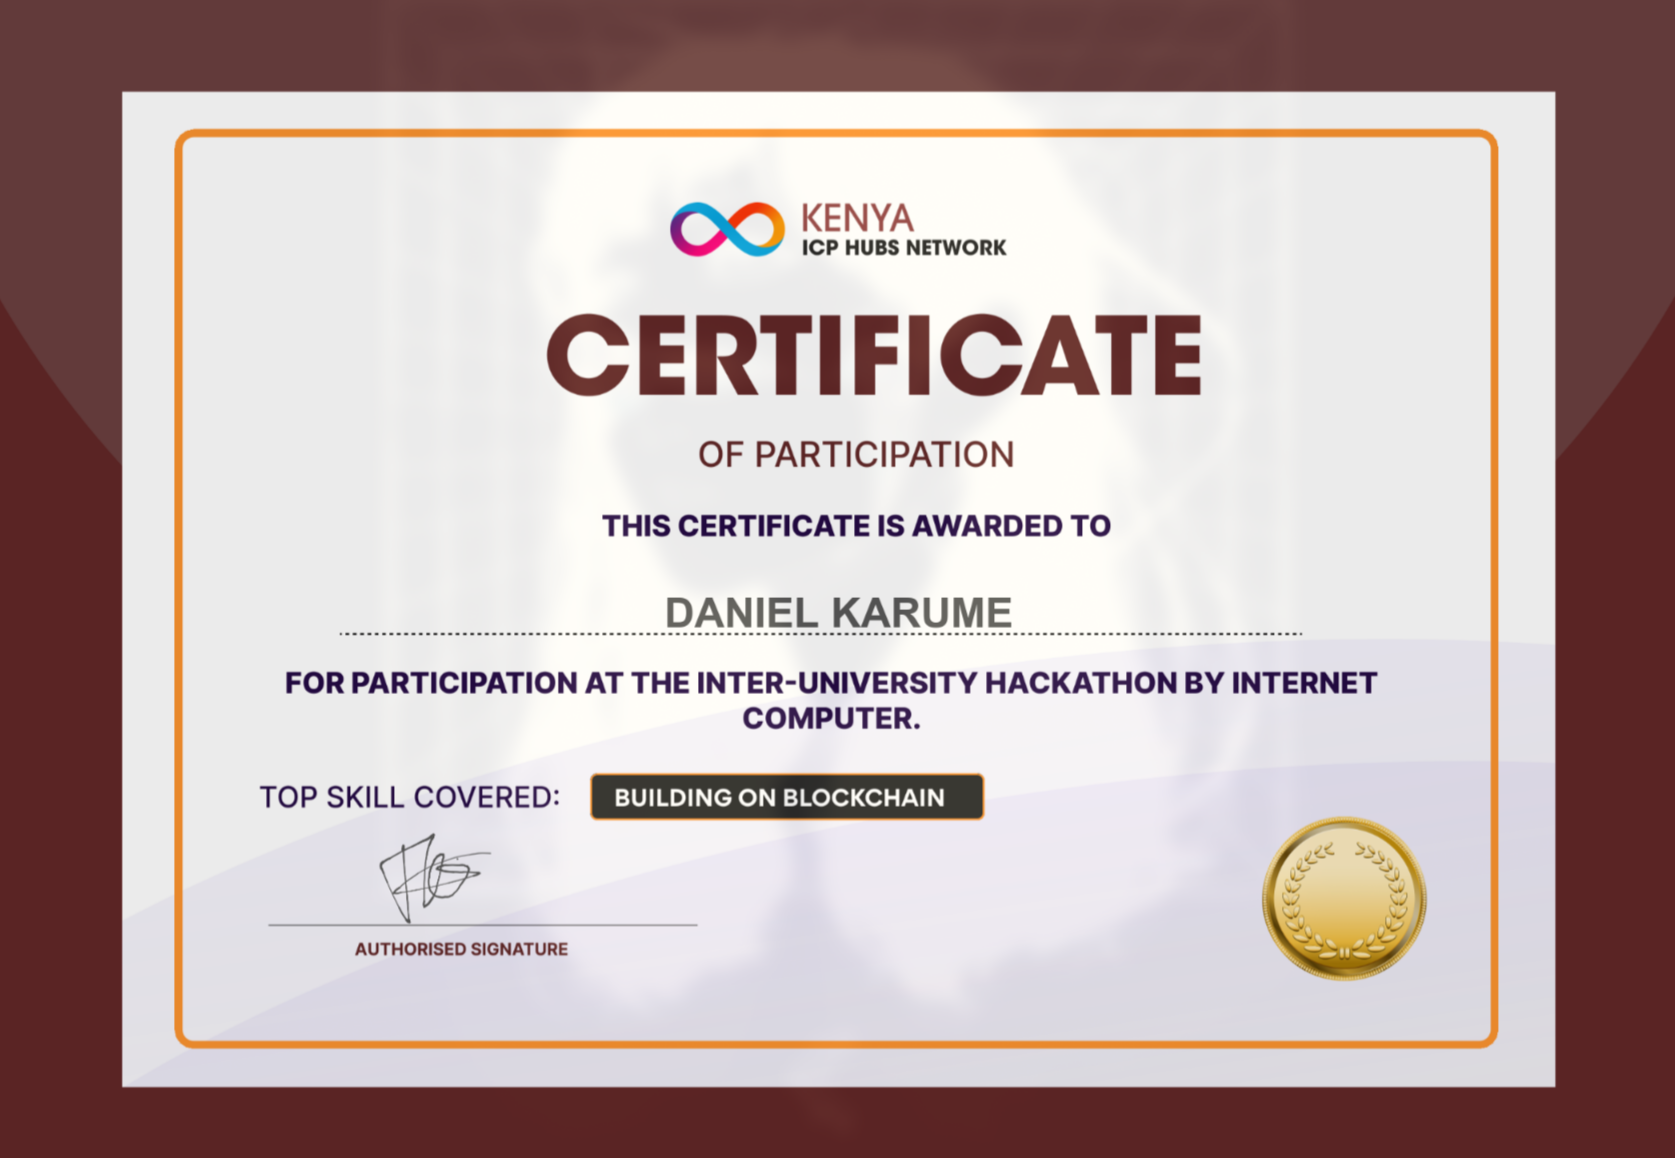 KENYA
ICP HUBS NETWORK
CERTIFICATE
OF PARTICIPATION
THIS CERTIFICATE IS AWARDED TO
DANIEL KARUME
FOR PARTICIPATION AT THE INTER-UNIVERSITY HACKATHON BY INTERNET
COMPUTER.
TOP SKILL COVERED: BUILDING ON BLOCKCHAIN
AUTHORISED SIGNATURE